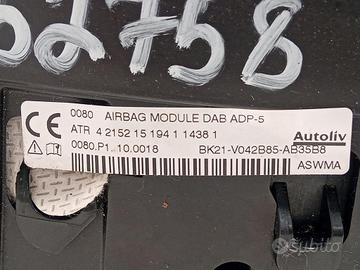 52758
0080 AIRBAG MODULE DAB ADP-5
ATR 4 2152 15 194 1 1438 1
Autoliv
0080.P1..10.0018 BK21-V042B85-AB35B8
ASWMA
subito